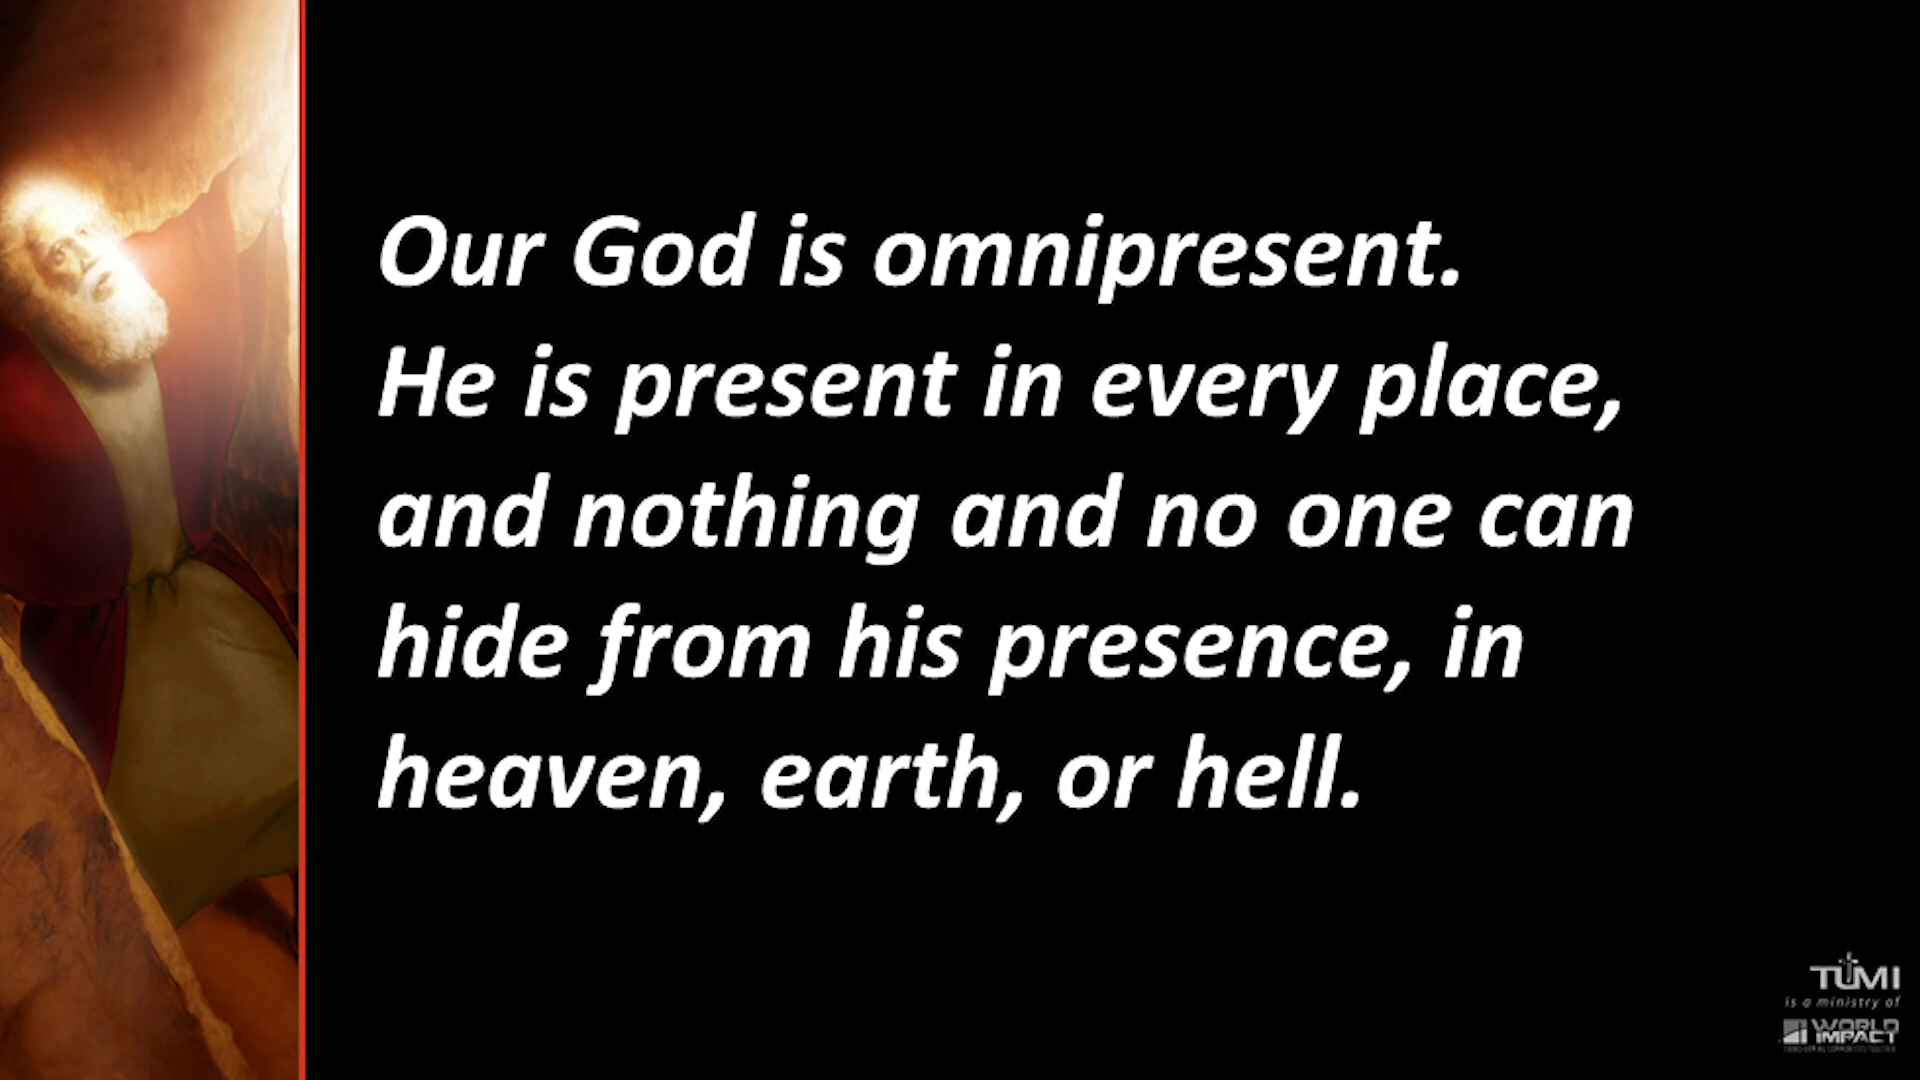 Our God is omnipresent.
He is present in every place,
and nothing and no one can
hide from his presence, in
heaven, earth, or hell.
TUMI
is a ministry of
WORLD
IMPACT